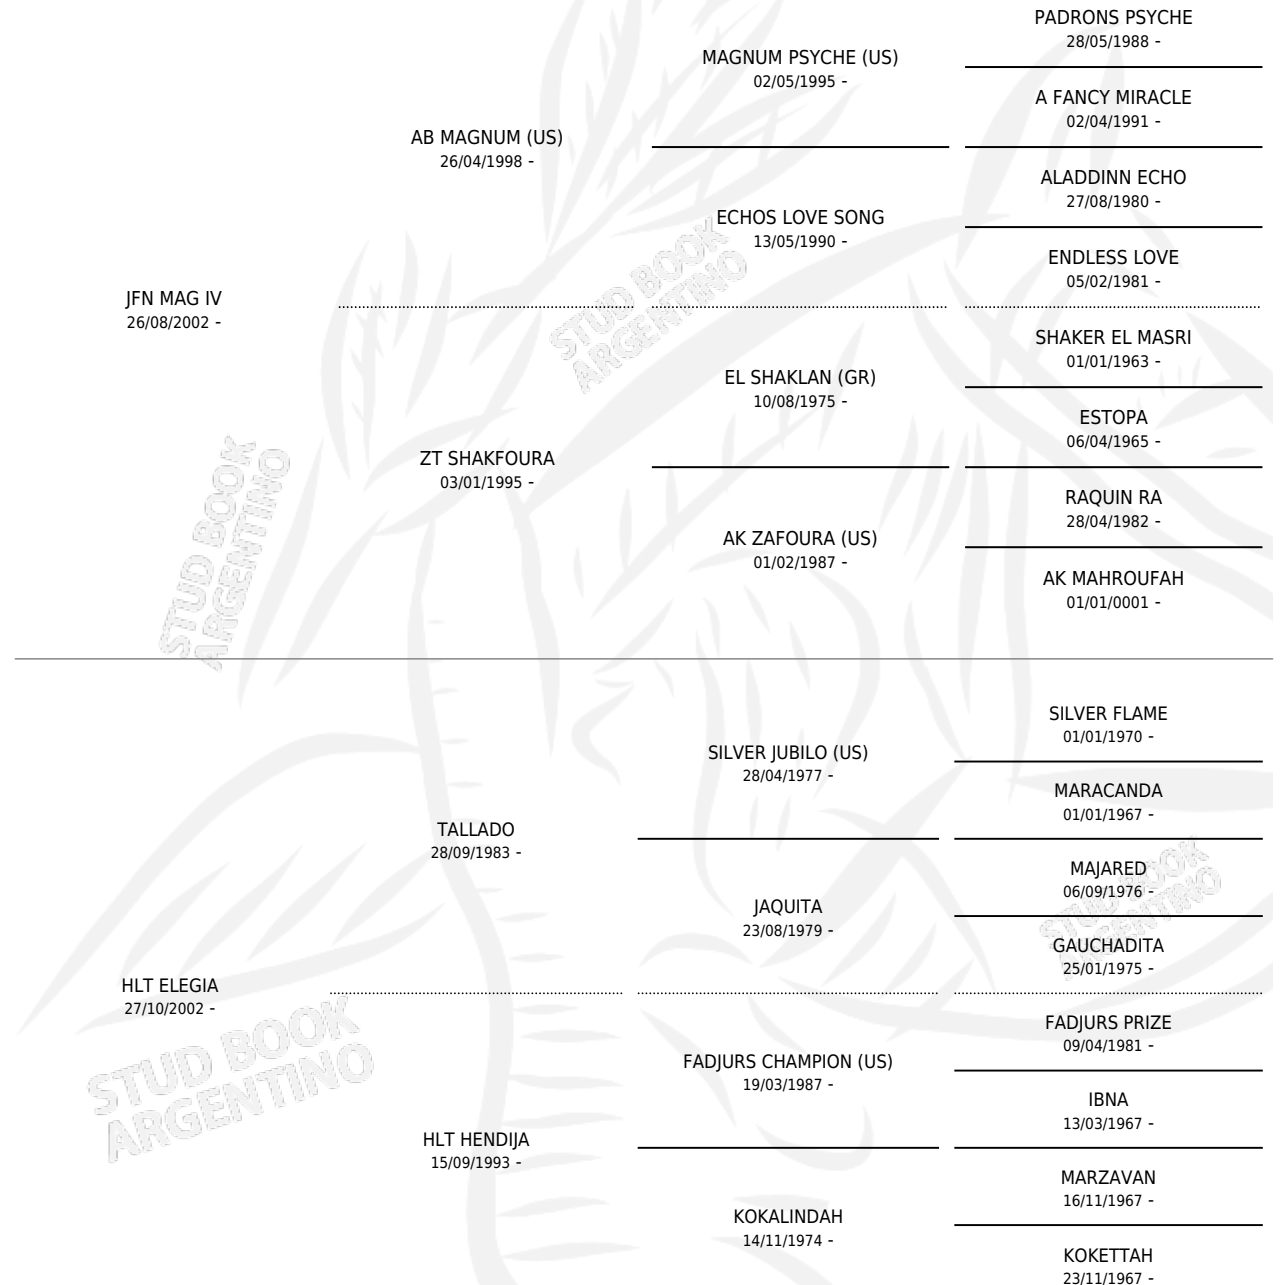 PADRONS PSYCHE
28/05/1988 -
MAGNUM PSYCHE (US)
02/05/1995 -
A FANCY MIRACLE
02/04/1991 -
AB MAGNUM (US)
26/04/1998 -
ALADDINN ECHO
27/08/1980 -
ECHOS LOVE SONG
13/05/1990 -
ENDLESS LOVE
05/02/1981 -
JFN MAG IV
26/08/2002 -
SHAKER EL MASRI
01/01/1963 -
EL SHAKLAN (GR)
10/08/1975 -
ESTOPA
06/04/1965 -
ZT SHAKFOURA
03/01/1995 -
RAQUIN RA
28/04/1982 -
AK ZAFOURA (US)
01/02/1987 -
AK MAHROUFAH
01/01/0001 -
STUD BOOK
ARGENTINO
STUD BOOK
ARGENTINO
SILVER FLAME
01/01/1970 -
SILVER JUBILO (US)
28/04/1977 -
MARACANDA
01/01/1967 -
TALLADO
28/09/1983 -
MAJARED
06/09/1976 -
JAQUITA
23/08/1979 -
GAUCHADITA
25/01/1975 -
HLT ELEGIA
27/10/2002 -
FADJURS PRIZE
09/04/1981 -
FADJURS CHAMPION (US)
19/03/1987 -
IBNA
13/03/1967 -
HLT HENDIJA
15/09/1993 -
MARZAVAN
16/11/1967 -
KOKALINDAH
14/11/1974 -
KOKETTAH
23/11/1967 -
STUD BOOK
ARGENTINO
STUD BOOK
ARGENTINO